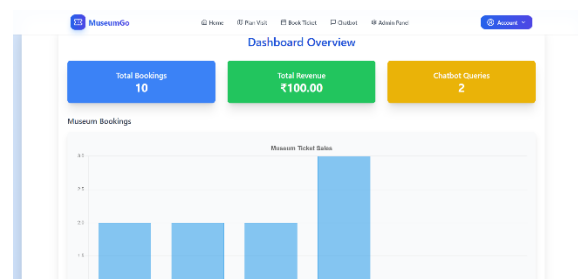 MuseumGo
Home Plan Visit Book Ticket Chatbot Admin Panel
Account
Dashboard Overview
Total Bookings
10
Total Revenue
₹100.00
Chatbot Queries
2
Museum Bookings
Museum Ticket Sales